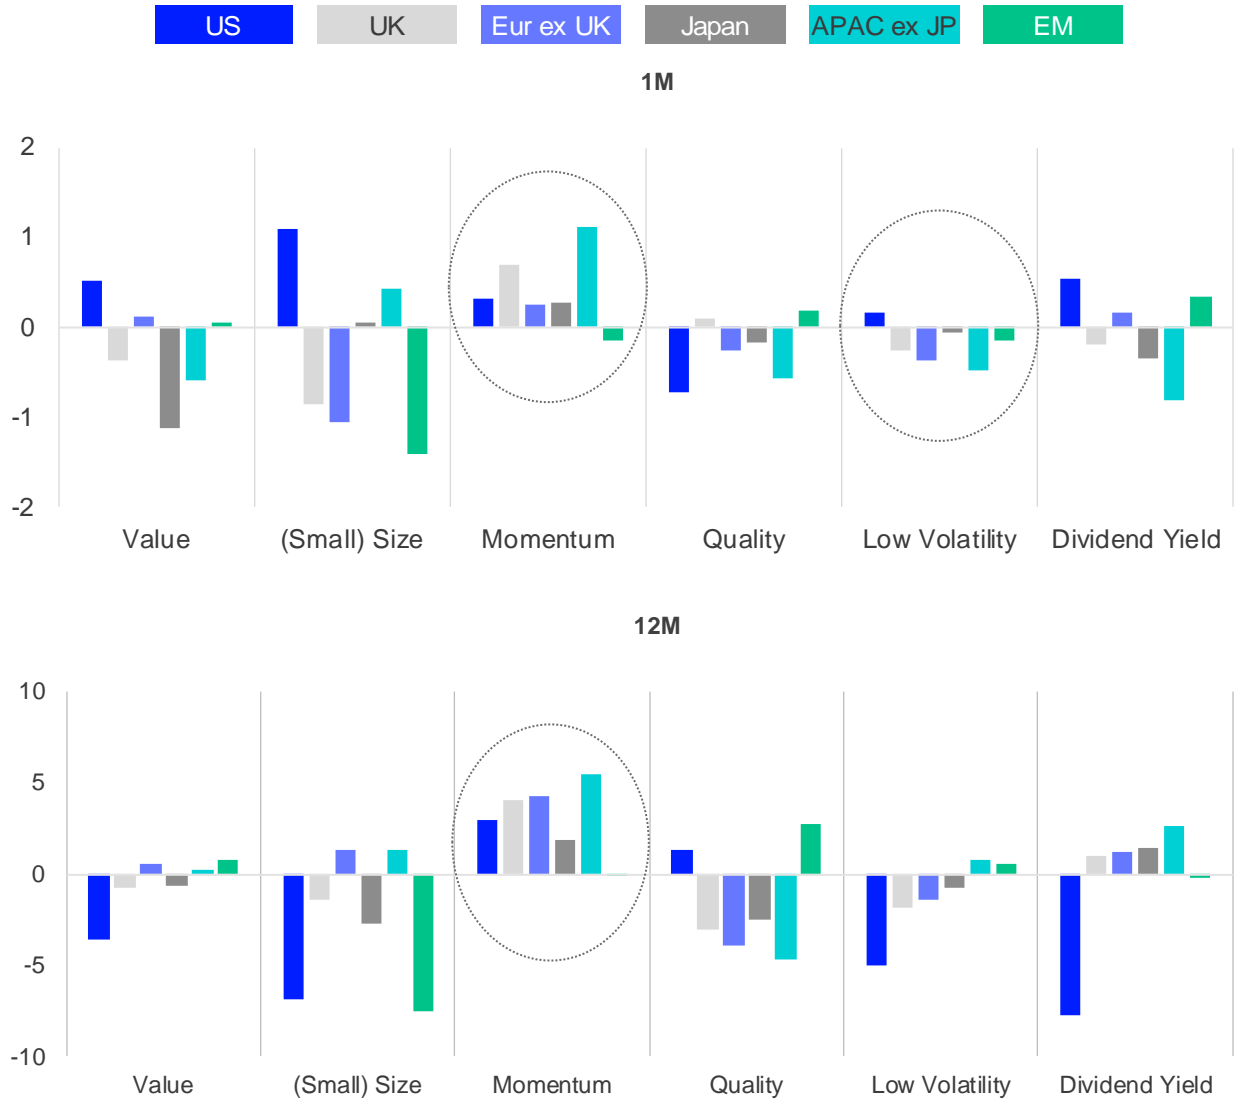 US UK Eur ex UK Japan APAC ex JP EM
1M
2
1
0
-1
-2
Value (Small) Size Momentum Quality Low Volatility Dividend Yield
12M
10
5
0
-5
-10
Value (Small) Size Momentum Quality Low Volatility Dividend Yield